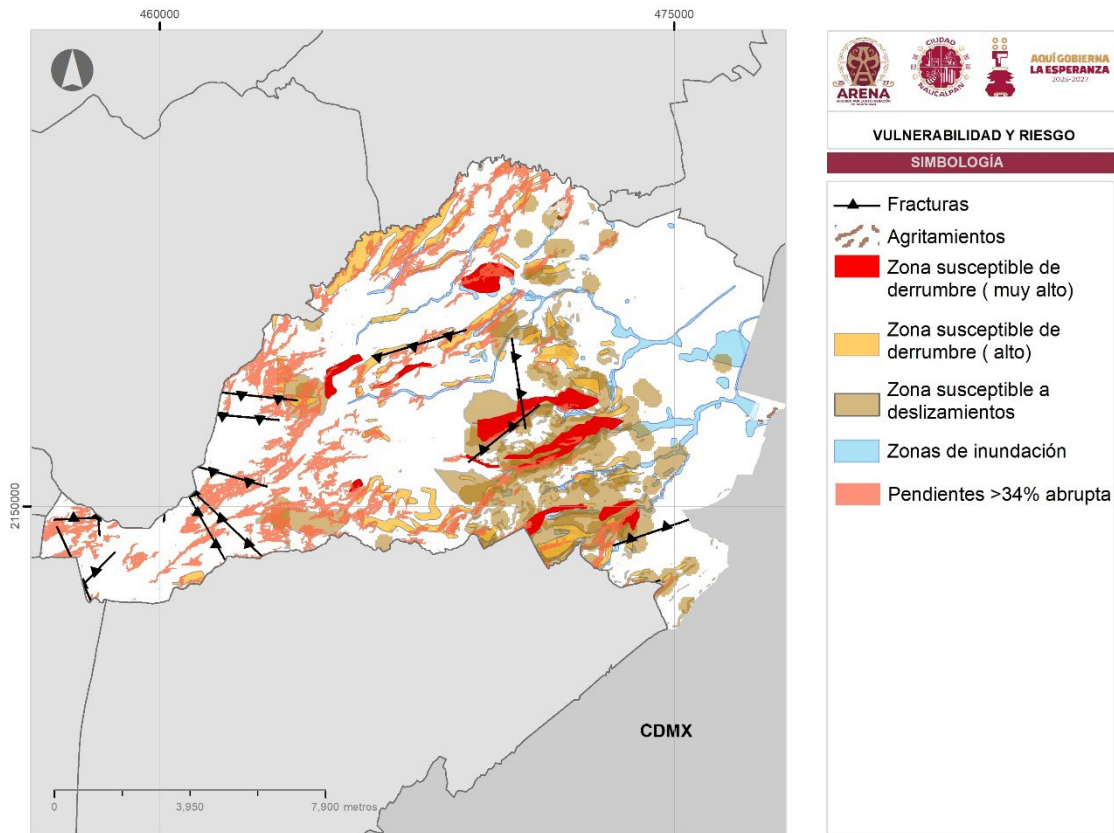 460000
475000
2150000
CDMX
0
3,950
7,900 metros
ARENA
CIUDAD
NAUCALPAN
AQUÍ GOBIERNA
LA ESPERANZA
2025-2027
VULNERABILIDAD Y RIESGO
SIMBOLOGÍA
Fracturas
Agritamientos
Zona susceptible de
derrumbre ( muy alto)
Zona susceptible de
derrumbre ( alto)
Zona susceptible a
deslizamientos
Zonas de inundación
Pendientes >34% abrupta